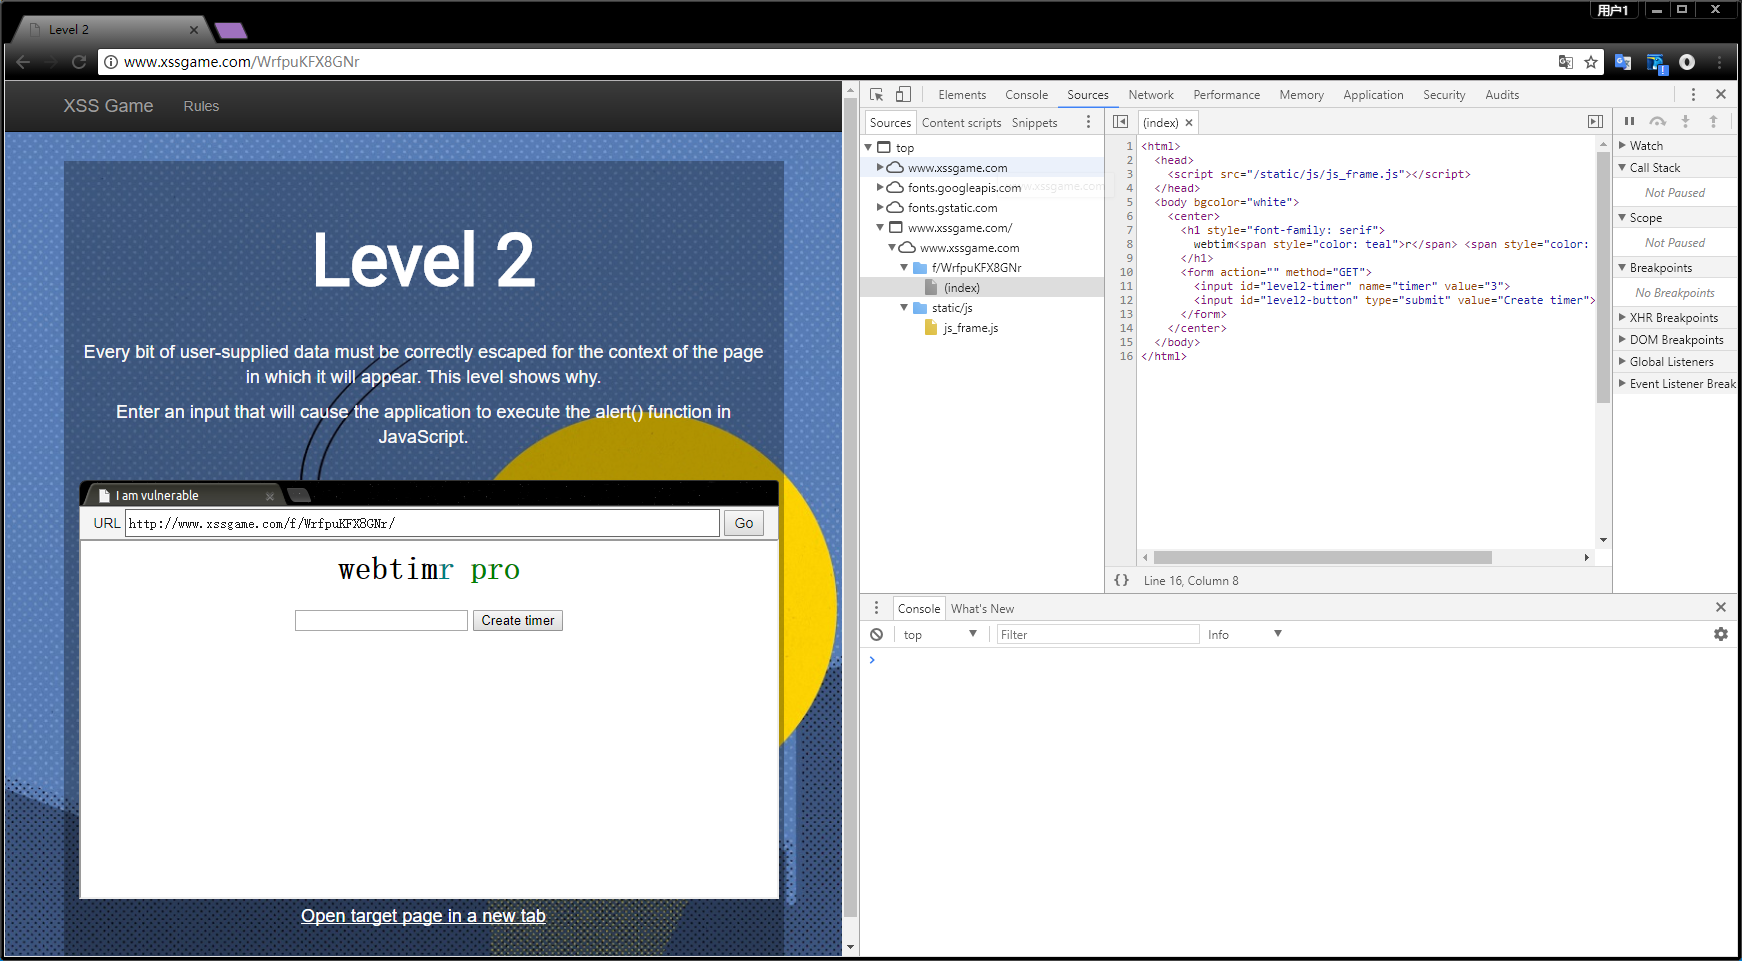 用户1
Level 2
www.xssgame.com/WrfpuKFX8GNr
XSS Game Rules
Level 2
Every bit of user-supplied data must be correctly escaped for the context of the page
in which it will appear. This level shows why.
Enter an input that will cause the application to execute the alert() function in
JavaScript.
I am vulnerable
URL http://www.xssgame.com/f/WrfpuKFX8GNr/ Go
webtimr pro
Create timer
Open target page in a new tab
Elements Console Sources Network Performance Memory Application Security Audits
Sources Content scripts Snippets
top
www.xssgame.com
fonts.googleapis.com
www.xssgame.com
fonts.gstatic.com
www.xssgame.com/
www.xssgame.com
f/WrfpuKFX8GNr
(index)
static/js
js_frame.js
(index)
1 <html>
2 <head>
3 <script src="/static/js/js_frame.js"></script>
4 </head>
5 <body bgcolor="white">
6 <center>
7 <h1 style="font-family: serif">
8 webtim<span style="color: teal">r</span> <span style="color:
9 </h1>
10 <form action="" method="GET">
11 <input id="level2-timer" name="timer" value="3">
12 <input id="level2-button" type="submit" value="Create timer">
13 </form>
14 </center>
15 </body>
16 </html>
{} Line 16, Column 8
Watch
Call Stack
Not Paused
Scope
Not Paused
Breakpoints
No Breakpoints
XHR Breakpoints
DOM Breakpoints
Global Listeners
Event Listener Break
Console What's New
top Filter Info